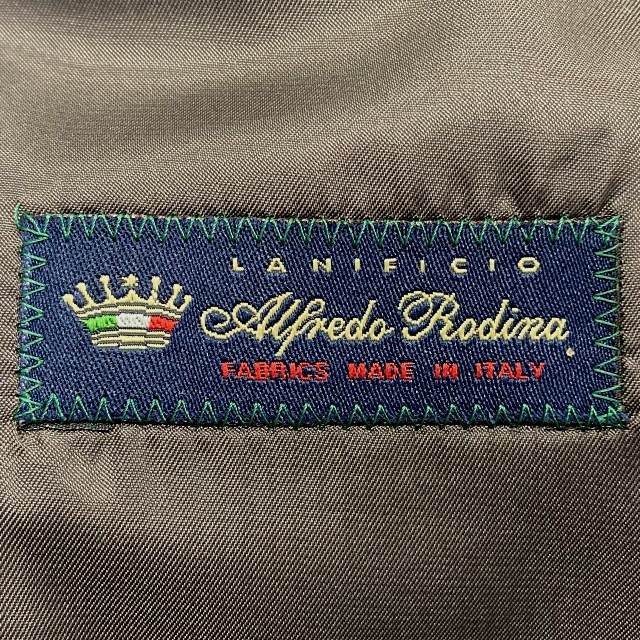 LANIFICIO
Alfredo Rodina.
FABRICS MADE IN ITALY